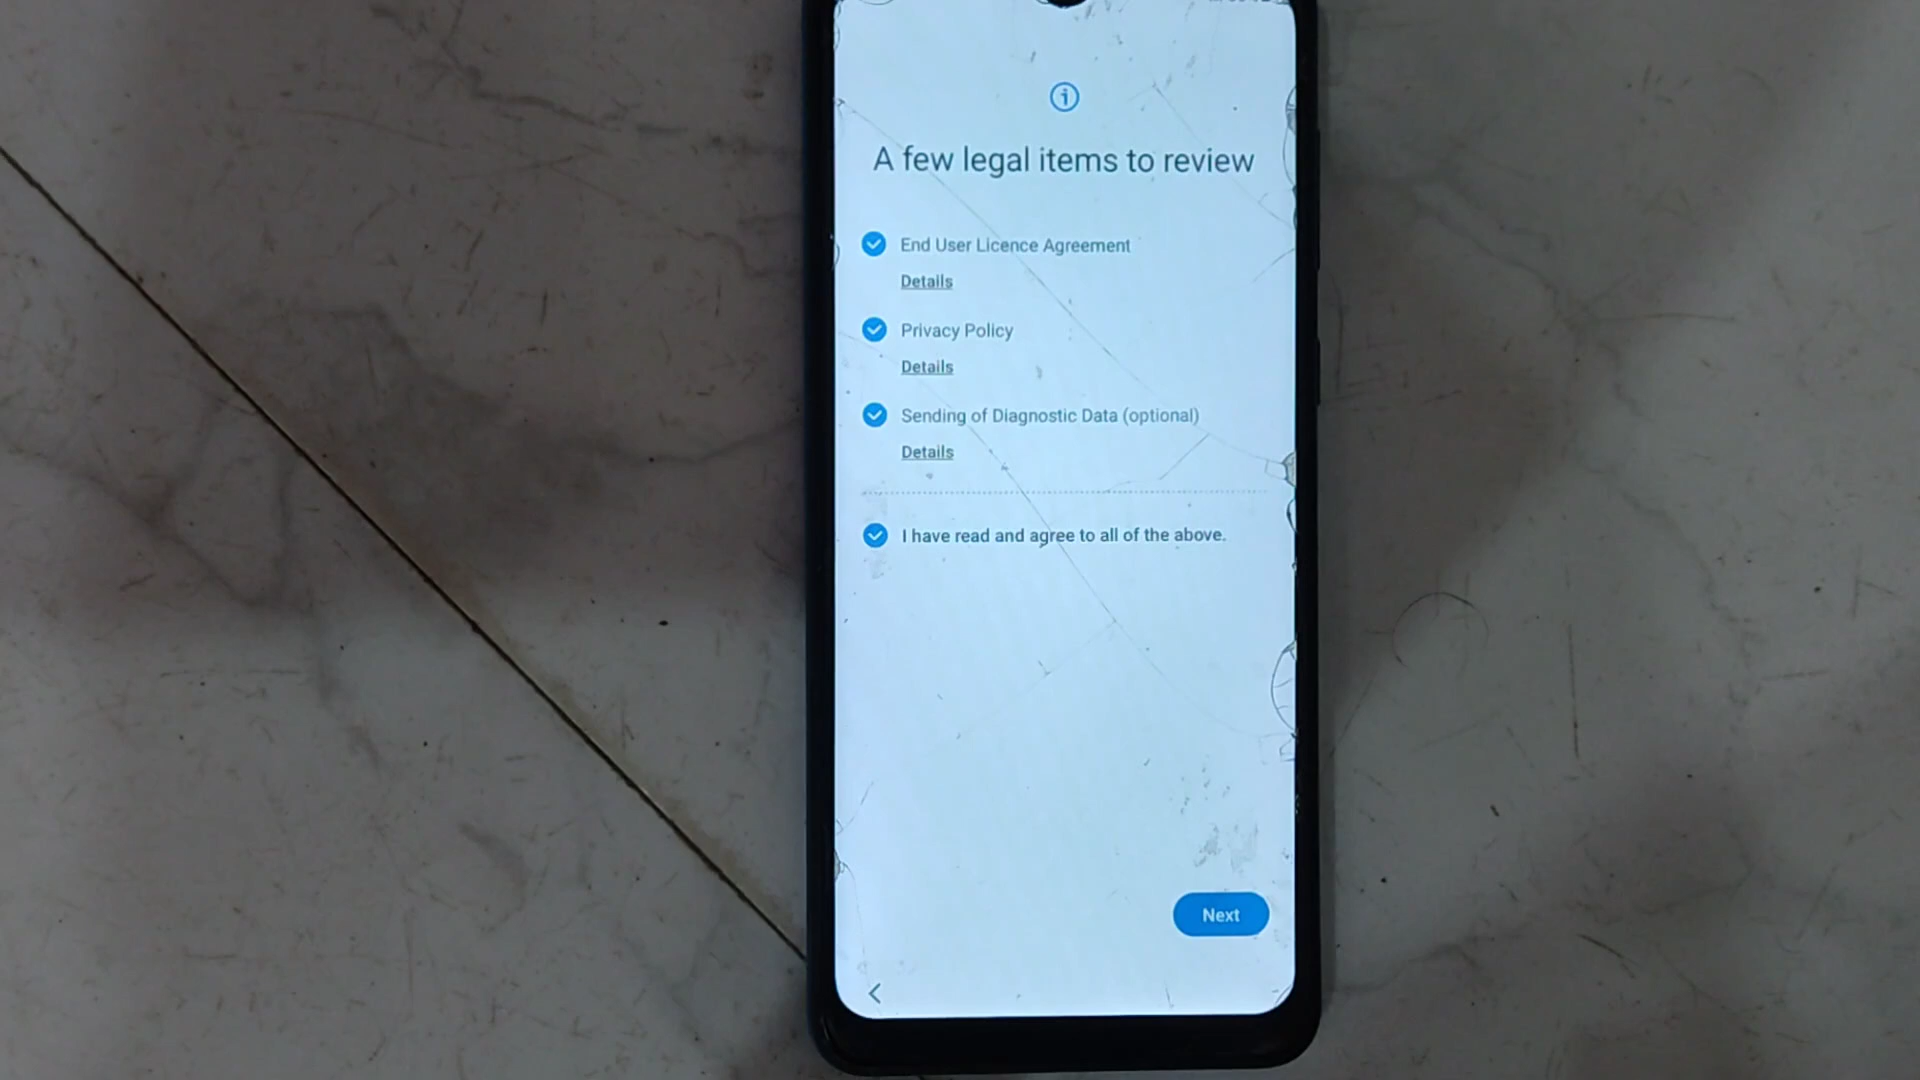 A few legal items to review
End User Licence Agreement
Details
Privacy Policy
Details
Sending of Diagnostic Data (optional)
Details
I have read and agree to all of the above.
Next